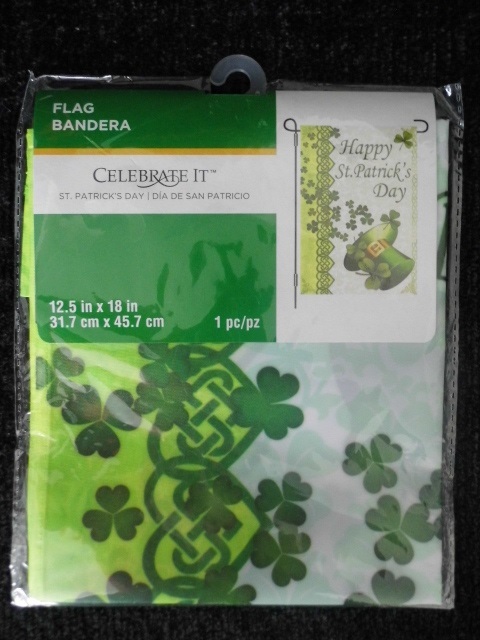 FLAG
BANDERA
CELEBRATE IT™
ST. PATRICK'S DAY | DÍA DE SAN PATRICIO
12.5 in x 18 in
31.7 cm x 45.7 cm 1 pc/pz
Happy
St. Patrick's
Day